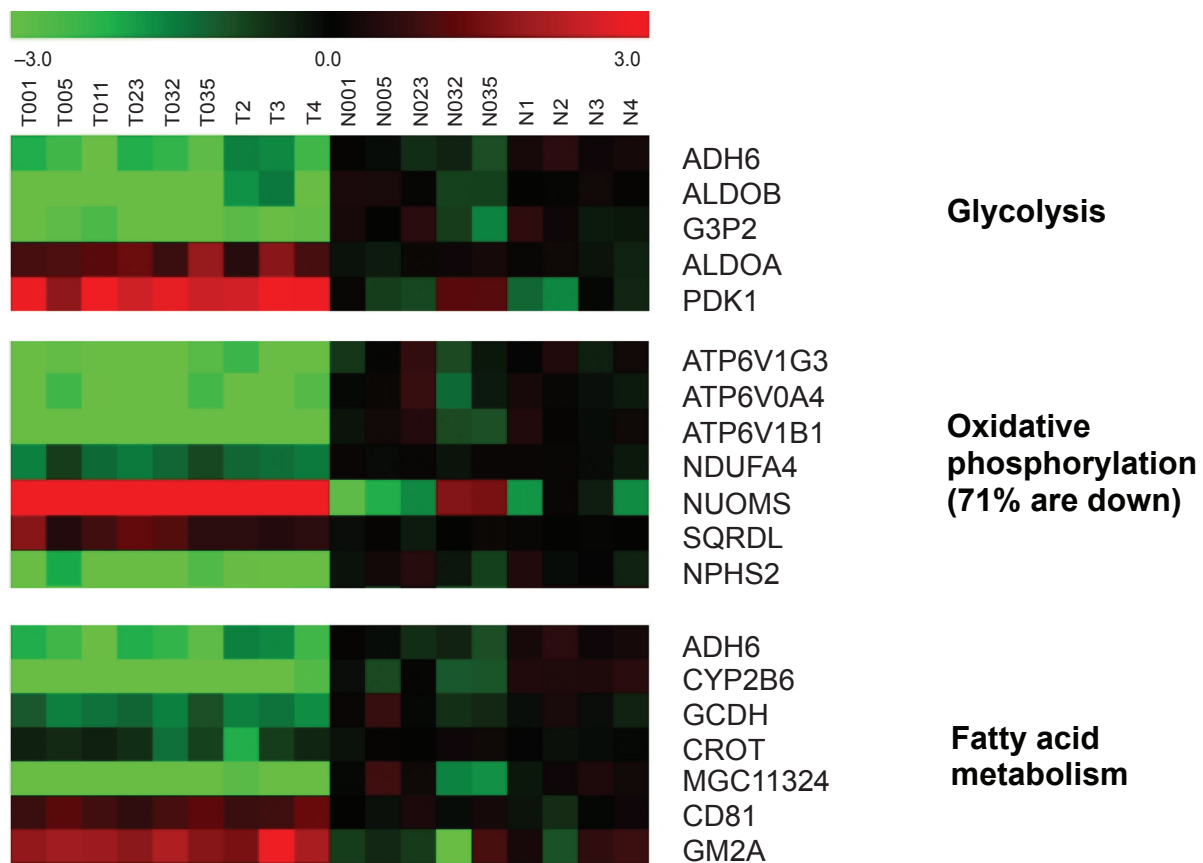 –3.0 0.0 3.0
T001 T005 T011 T023 T032 T035 T2 T3 T4 N001 N005 N023 N032 N035 N1 N2 N3 N4
ADH6
ALDOB
G3P2
ALDOA
PDK1
Glycolysis
ATP6V1G3
ATP6V0A4
ATP6V1B1
NDUFA4
NUOMS
SQRDL
NPHS2
Oxidative
phosphorylation
(71% are down)
ADH6
CYP2B6
GCDH
CROT
MGC11324
CD81
GM2A
Fatty acid
metabolism